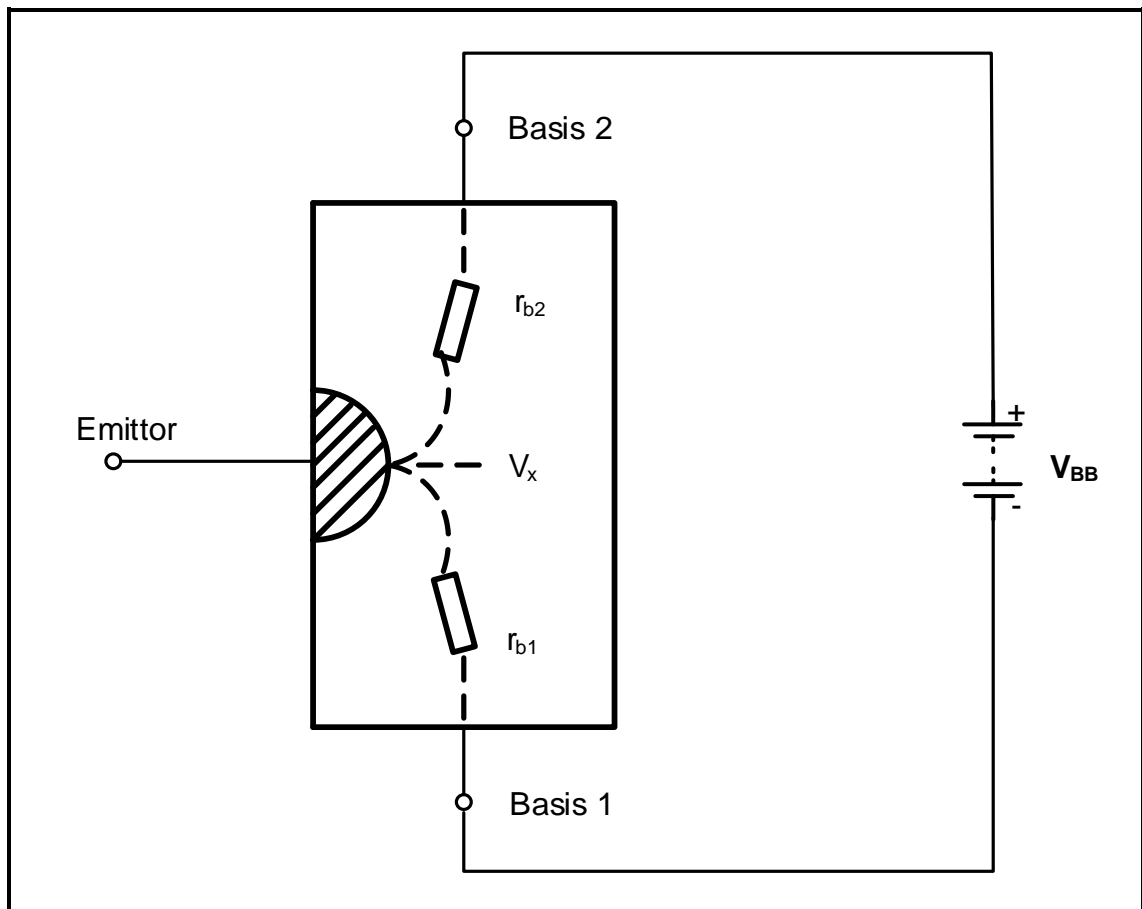 Basis 2
r_b2
Emittor
+
V_x
V_BB
-
r_b1
Basis 1